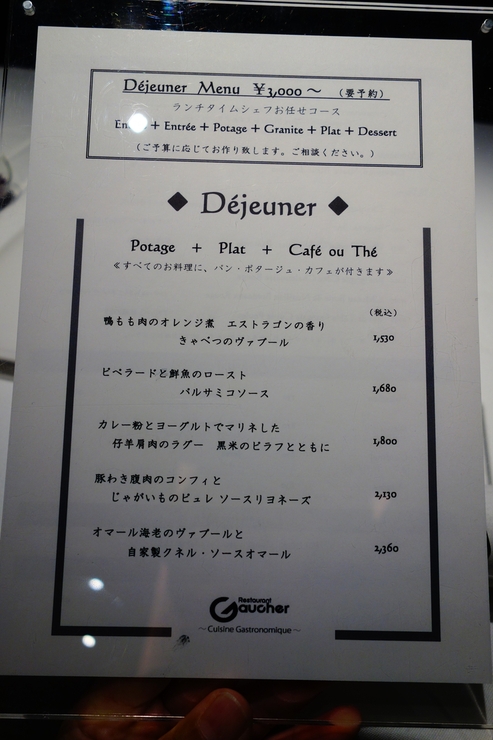 Déjeuner Menu ¥3,000～ （要予約）
ランチタイムシェフお任せコース
+ Entrée + Potage + Granite + Plat + Dessert
（ご予算に応じてお作り致します。ご相談ください。）
◆ Déjeuner ◆
Potage + Plat + Café ou Thé
≪すべてのお料理に、パン・ポタージュ・カフェが付きます≫
（税込）
鴨もも肉のオレンジ煮 エストラゴンの香り
きゃべつのヴァプール 1,530
ピペラードと鮮魚のロースト
バルサミコソース 1,680
カレー粉とヨーグルトでマリネした
仔羊肩肉のラグー 黒米のピラフとともに 1,800
豚わき腹肉のコンフィと
じゃがいものピュレ ソースリヨネーズ 2,130
オマール海老のヴァプールと
自家製クネル・ソースオマール 2,360
Restaurant
Gaucher
～Cuisine Gastronomique～